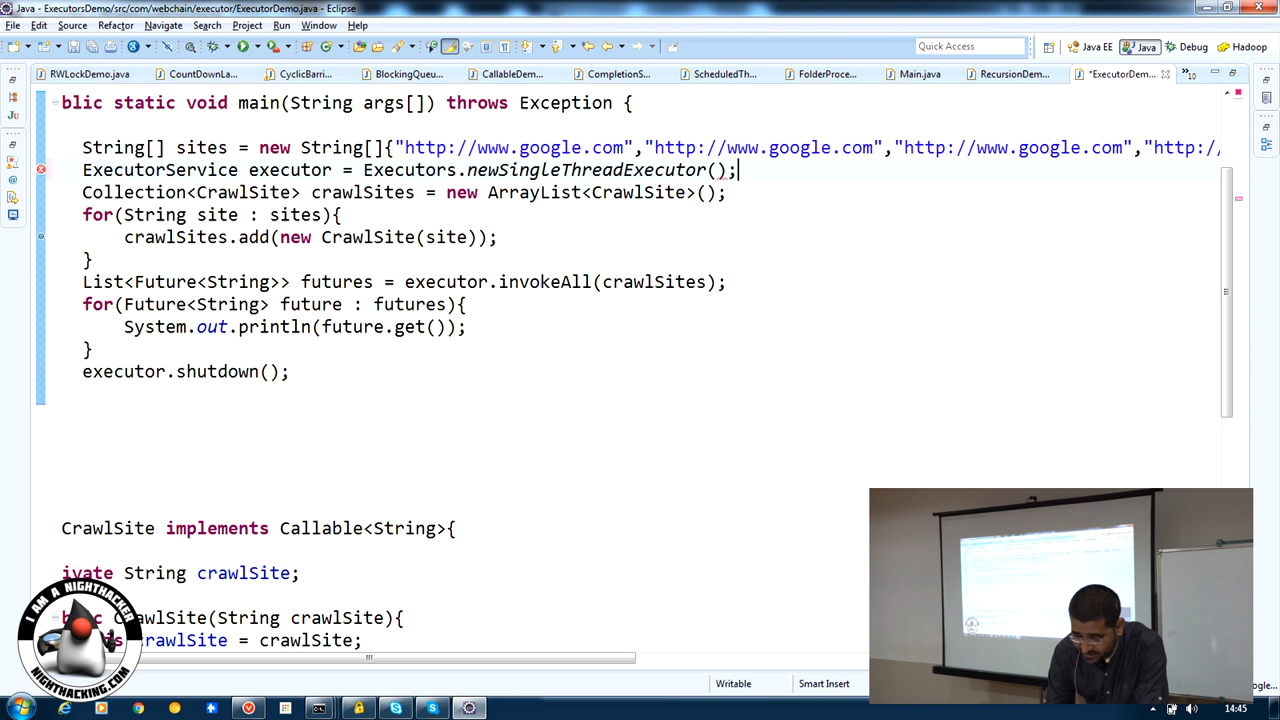 Java - ExecutorsDemo/src/com/webchain/executor/ExecutorDemo.java - Eclipse
File Edit Source Refactor Navigate Search Project Run Window Help
Quick Access Java EE Java Debug Hadoop
RWLockDemo.java CountDownLa... CyclicBarri... BlockingQueu... CallableDem... CompletionS... ScheduledTh... FolderProce... Main.java RecursionDem... *ExecutorDem... »10
blic static void main(String args[]) throws Exception {
String[] sites = new String[]{"http://www.google.com","http://www.google.com","http://www.google.com","http:/
ExecutorService executor = Executors.newSingleThreadExecutor();
Collection<CrawlSite> crawlSites = new ArrayList<CrawlSite>();
for(String site : sites){
crawlSites.add(new CrawlSite(site));
}
List<Future<String>> futures = executor.invokeAll(crawlSites);
for(Future<String> future : futures){
System.out.println(future.get());
}
executor.shutdown();
CrawlSite implements Callable<String>{
ivate String crawlSite;
CrawlSite(String crawlSite){
crawlSite = crawlSite;
I AM A NIGHTHACKER
NIGHTHACKING.COM
Writable Smart Insert
14:45